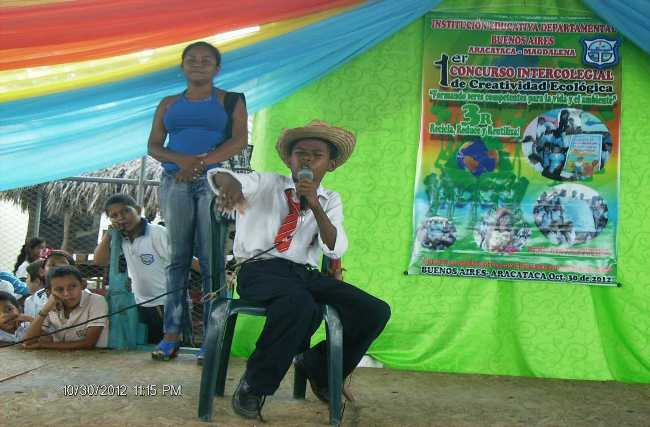 INSTITUCIÓN EDUCATIVA DEPARTAMENTAL
BUENOS AIRES
ARACATACA - MAGDALENA
1er CONCURSO INTERCOLEGIAL
de Creatividad Ecológica
"Formando seres competentes para la vida y el ambiente"
3R
Recicla, Reduce y Reutiliza
BUENOS AIRES, ARACATACA Oct. 30 de 2012
10/30/2012 11:15 PM